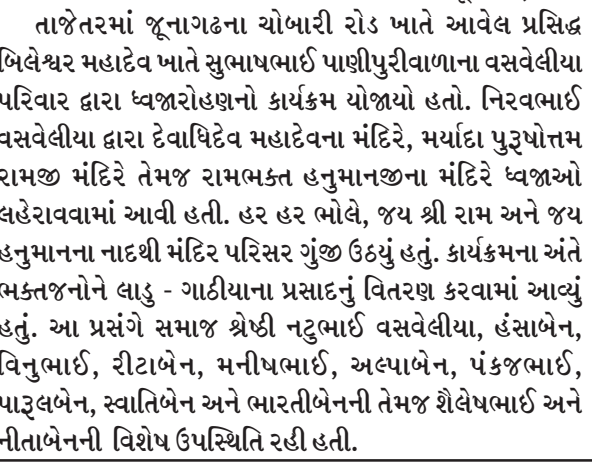 તાજેતરમાં જૂનાગઢના ચોબારી રોડ ખાતે આવેલ પ્રસિદ્ધ
બિલેશ્વર મહાદેવ ખાતે સુભાષભાઈ પાણીપુરીવાળાના વસવેલીયા
પરિવાર દ્વારા ધ્વજારોહણનો કાર્યક્રમ યોજાયો હતો. નિરવભાઈ
વસવેલીયા દ્વારા દેવાધિદેવ મહાદેવના મંદિરે, મર્યાદા પુરૂષોત્તમ
રામજી મંદિરે તેમજ રામભક્ત હનુમાનજીના મંદિરે ધ્વજાઓ
લહેરાવવામાં આવી હતી. હર હર ભોલે, જય શ્રી રામ અને જય
હનુમાનના નાદથી મંદિર પરિસર ગુંજી ઉઠયું હતું. કાર્યક્રમના અંતે
ભક્તજનોને લાડુ - ગાઠીયાના પ્રસાદનું વિતરણ કરવામાં આવ્યું
હતું. આ પ્રસંગે સમાજ શ્રેષ્ઠી નટુભાઈ વસવેલીયા, હંસાબેન,
વિનુભાઈ, રીટાબેન, મનીષભાઈ, અલ્પાબેન, પંકજભાઈ,
પારૂલબેન, સ્વાતિબેન અને ભારતીબેનની તેમજ શૈલેષભાઈ અને
નીતાબેનની વિશેષ ઉપસ્થિતિ રહી હતી.